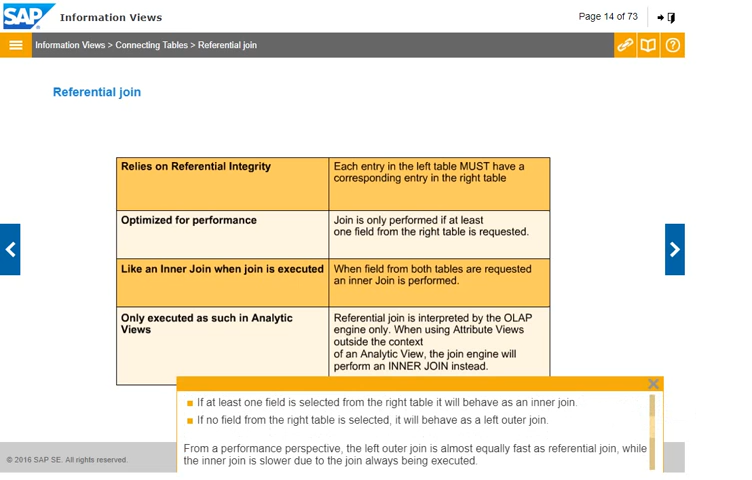 SAP
Information Views
Page 14 of 73
Information Views > Connecting Tables > Referential join
?
Referential join
Relies on Referential Integrity
Each entry in the left table MUST have a
corresponding entry in the right table
Optimized for performance
Join is only performed if at least
one field from the right table is requested.
Like an Inner Join when join is executed
When field from both tables are requested
an inner Join is performed.
Only executed as such in Analytic
Views
Referential join is interpreted by the OLAP
engine only. When using Attribute Views
outside the context
of an Analytic View, the join engine will
perform an INNER JOIN instead.
If at least one field is selected from the right table it will behave as an inner join.
If no field from the right table is selected, it will behave as a left outer join.
From a performance perspective, the left outer join is almost equally fast as referential join, while
the inner join is slower due to the join always being executed.
© 2016 SAP SE. All rights reserved.